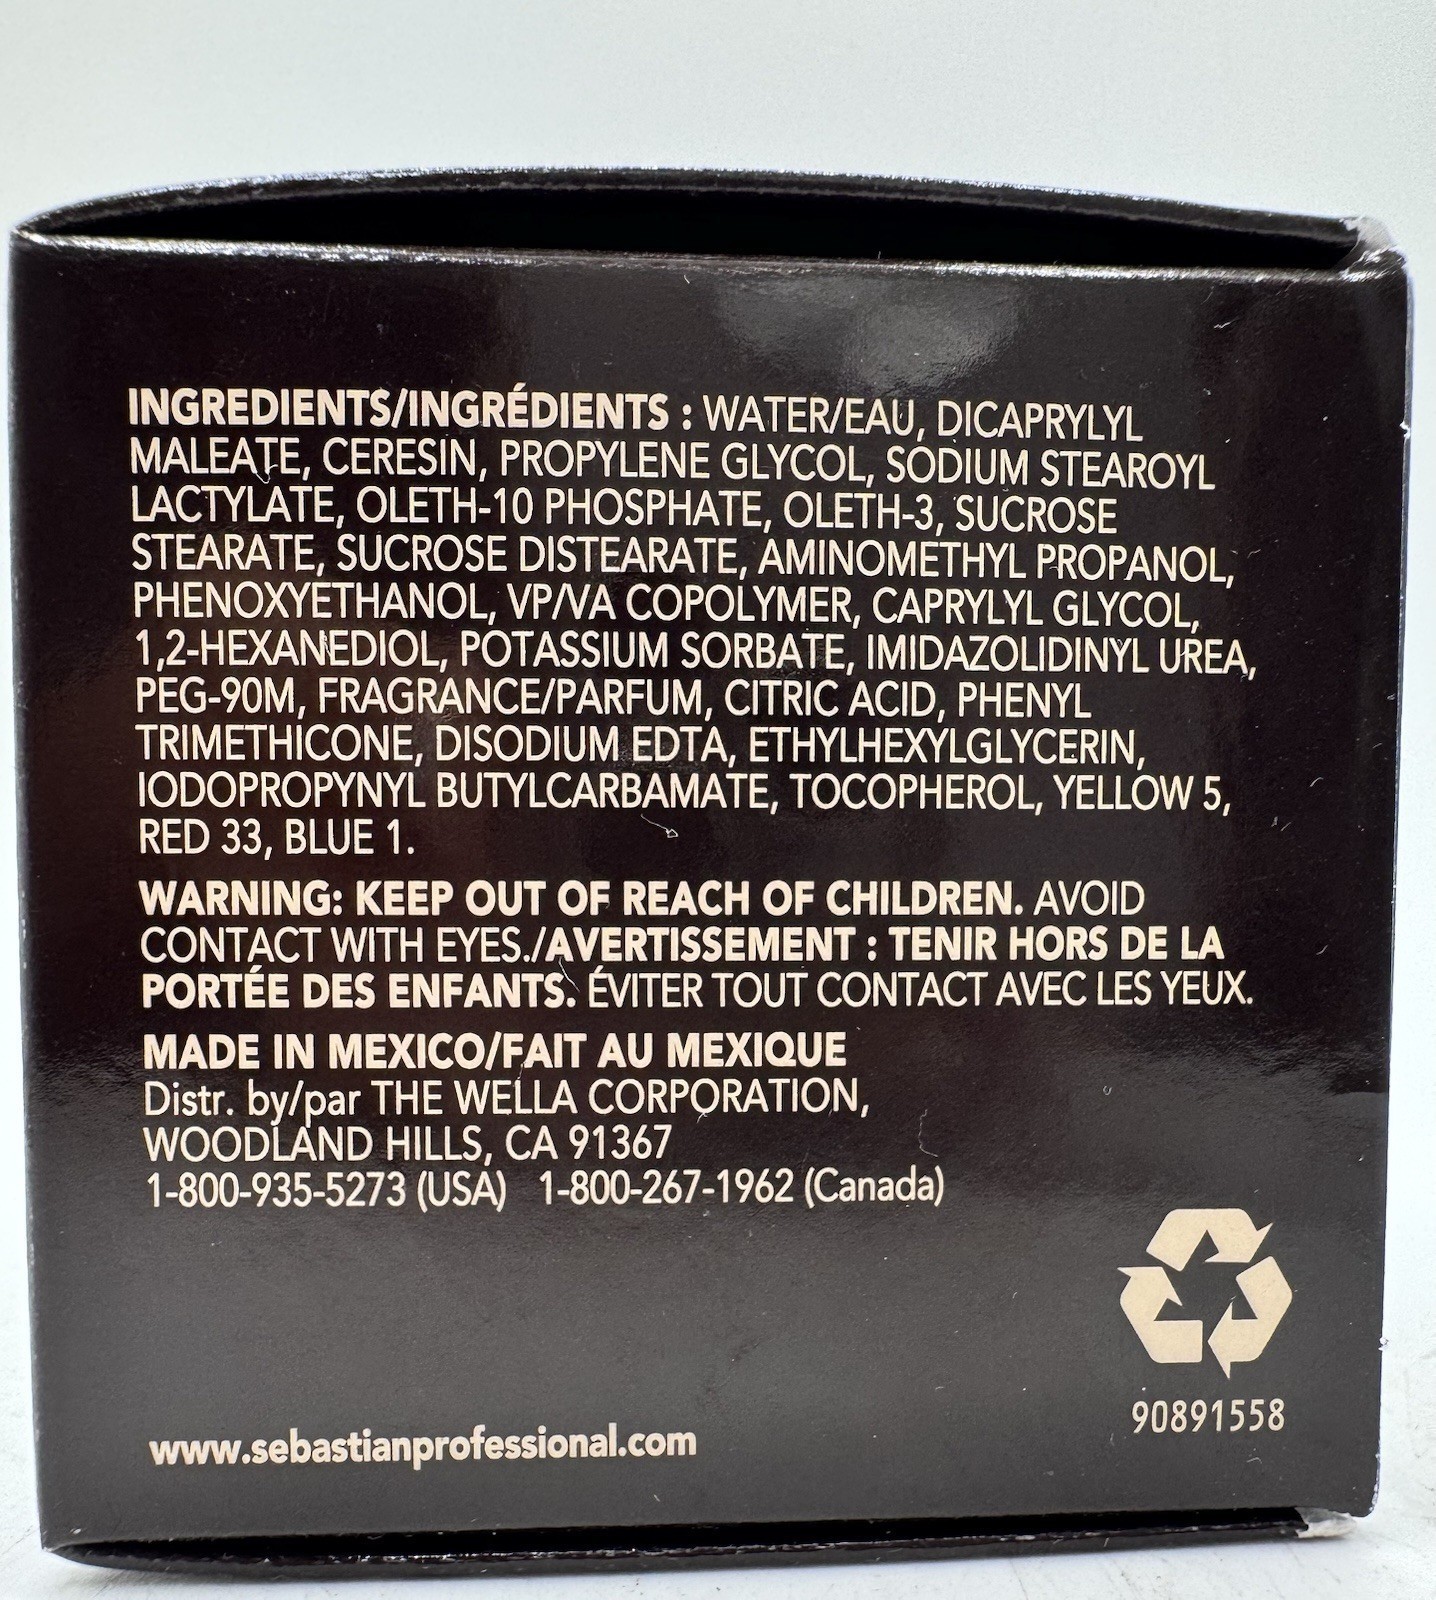 INGREDIENTS/INGRÉDIENTS : WATER/EAU, DICAPRYLYL
MALEATE, CERESIN, PROPYLENE GLYCOL, SODIUM STEAROYL
LACTYLATE, OLETH-10 PHOSPHATE, OLETH-3, SUCROSE
STEARATE, SUCROSE DISTEARATE, AMINOMETHYL PROPANOL,
PHENOXYETHANOL, VP/VA COPOLYMER, CAPRYLYL GLYCOL,
1,2-HEXANEDIOL, POTASSIUM SORBATE, IMIDAZOLIDINYL UREA,
PEG-90M, FRAGRANCE/PARFUM, CITRIC ACID, PHENYL
TRIMETHICONE, DISODIUM EDTA, ETHYLHEXYLGLYCERIN,
IODOPROPYNYL BUTYLCARBAMATE, TOCOPHEROL, YELLOW 5,
RED 33, BLUE 1.
WARNING: KEEP OUT OF REACH OF CHILDREN. AVOID
CONTACT WITH EYES./AVERTISSEMENT : TENIR HORS DE LA
PORTÉE DES ENFANTS. ÉVITER TOUT CONTACT AVEC LES YEUX.
MADE IN MEXICO/FAIT AU MEXIQUE
Distr. by/par THE WELLA CORPORATION,
WOODLAND HILLS, CA 91367
1-800-935-5273 (USA) 1-800-267-1962 (Canada)
90891558
www.sebastianprofessional.com